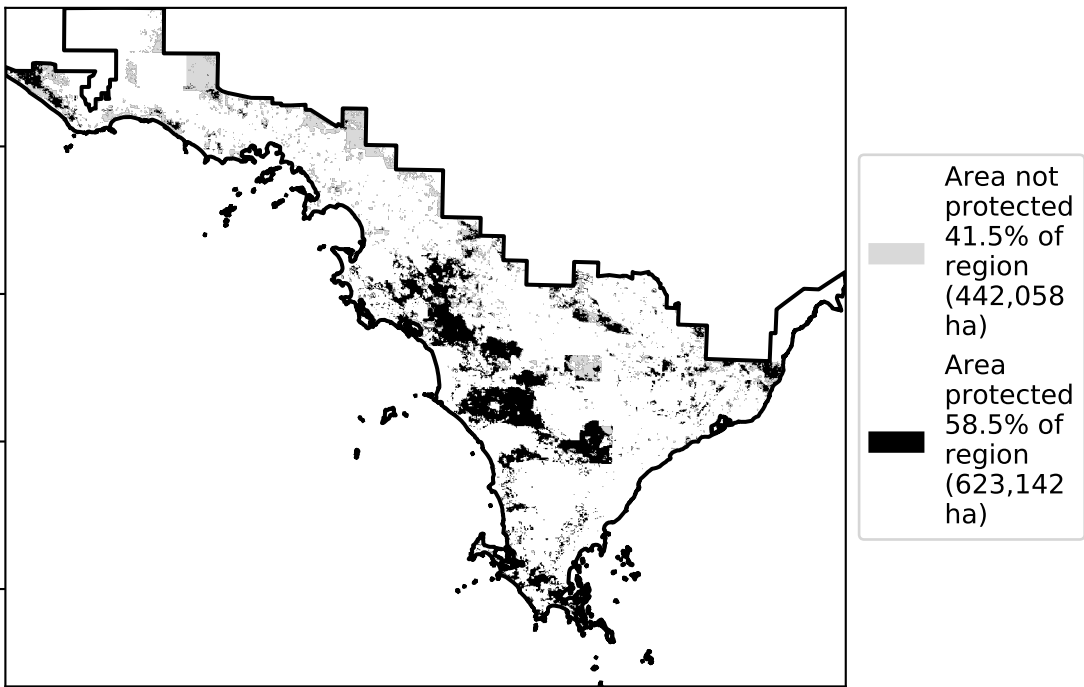 Area not
protected
41.5% of
region
(442,058
ha)
Area
protected
58.5% of
region
(623,142
ha)